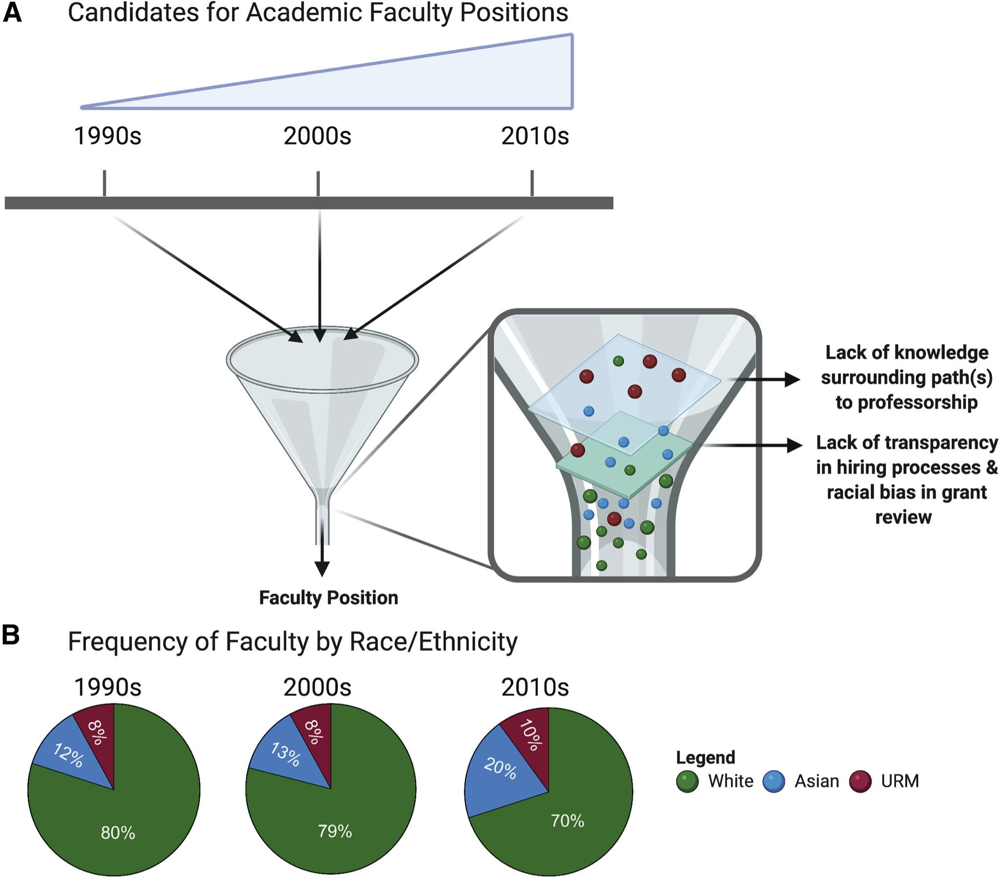 A
Candidates for Academic Faculty Positions
1990s
2000s
2010s
Lack of knowledge
surrounding path(s)
to professorship
Lack of transparency
in hiring processes &
racial bias in grant
review
Faculty Position
B
Frequency of Faculty by Race/Ethnicity
1990s
2000s
2010s
8%
12%
80%
8%
13%
79%
10%
20%
70%
Legend
White
Asian
URM